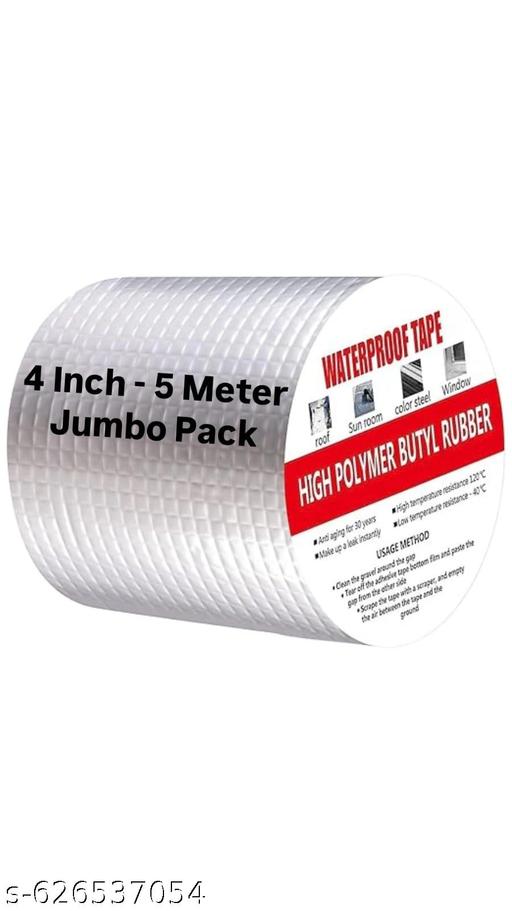 4 Inch - 5 Meter
Jumbo Pack
WATERPROOF TAPE
roof
Sun room
color steel
Window
HIGH POLYMER BUTYL RUBBER
■ Anti aging for 30 years
■ High temperature resistance 120℃
■ Make up a leak instantly
■ Low temperature resistance - 40℃
USAGE METHOD
• Clean the gravel around the gap
• Tear off the adhesive tape bottom film and paste the
gap from the other side
• Scrape the tape with a scraper, and empty
the air between the tape and the
ground
s-626537054